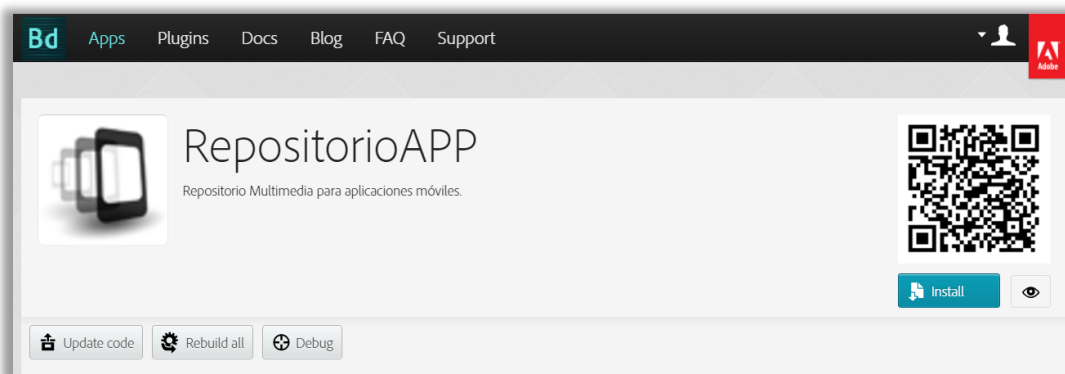 Bd Apps Plugins Docs Blog FAQ Support
Adobe
RepositorioAPP
Repositorio Multimedia para aplicaciones móviles.
Install
Update code Rebuild all Debug